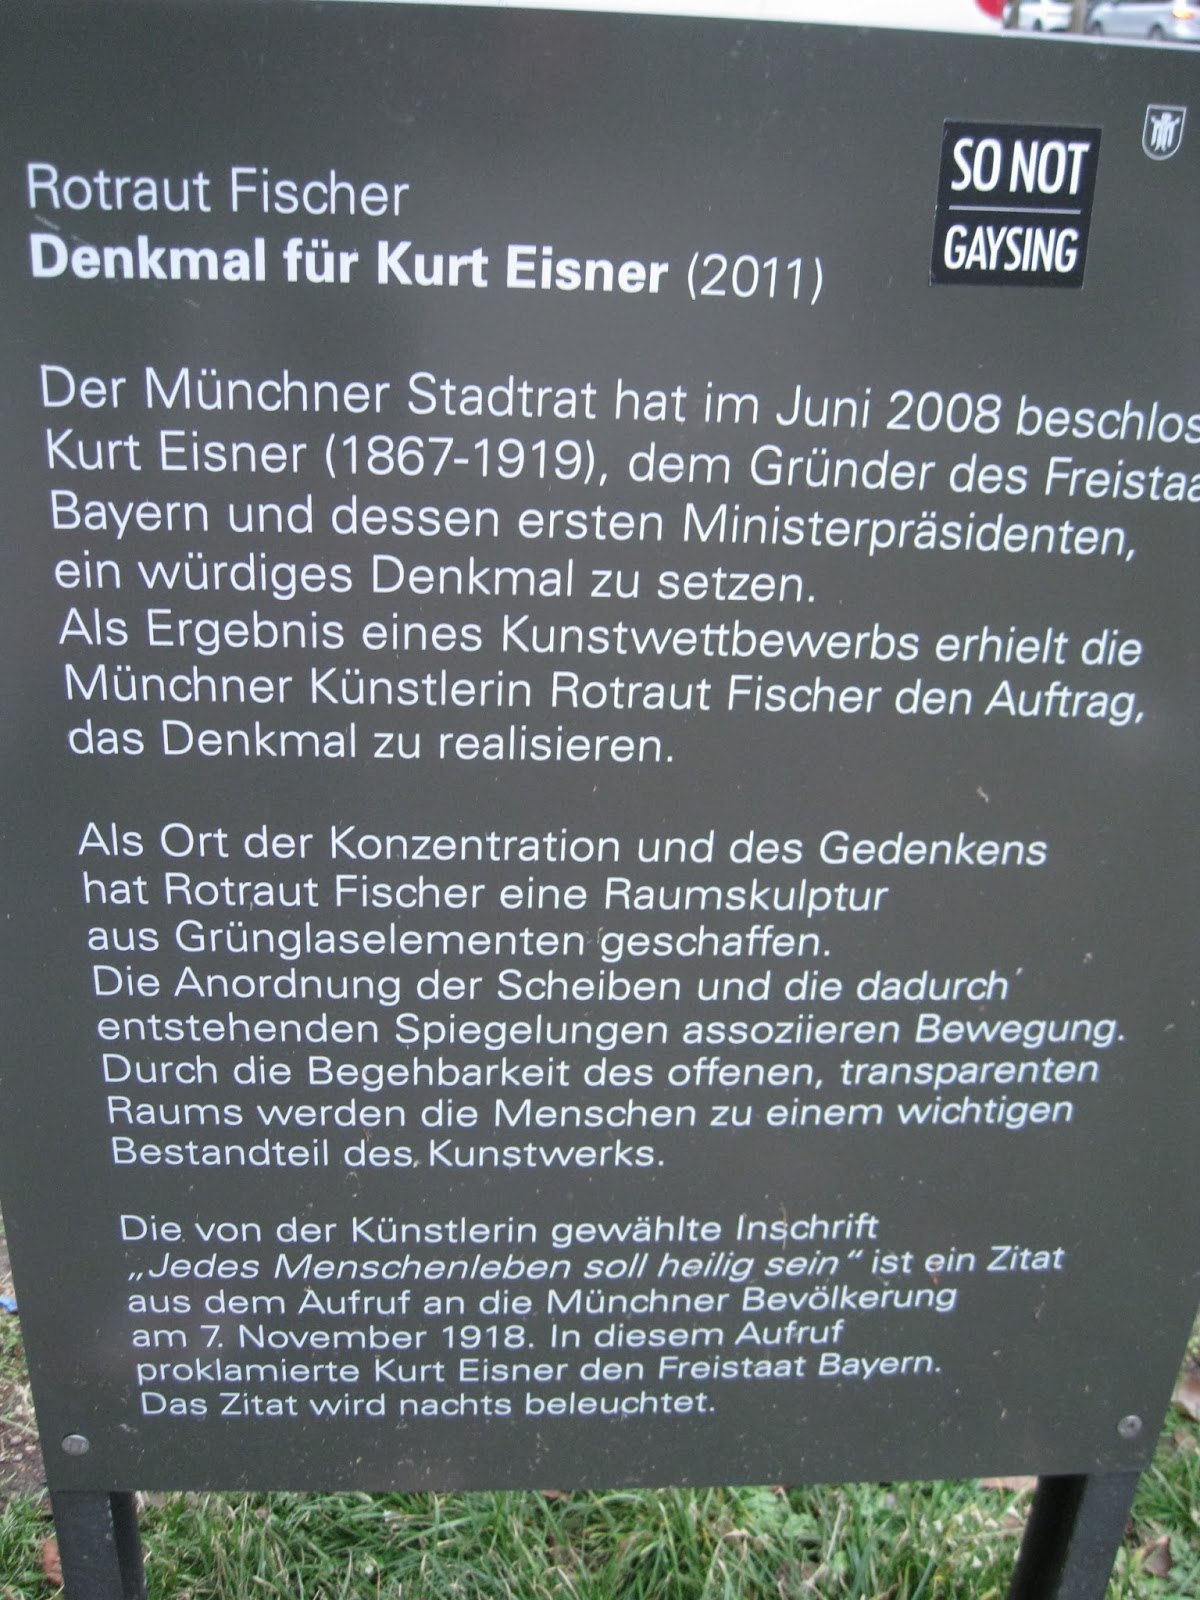 SO NOT
GAYSING
Rotraut Fischer
Denkmal für Kurt Eisner (2011)
Der Münchner Stadtrat hat im Juni 2008 beschlos
Kurt Eisner (1867-1919), dem Gründer des Freistaa
Bayern und dessen ersten Ministerpräsidenten,
ein würdiges Denkmal zu setzen.
Als Ergebnis eines Kunstwettbewerbs erhielt die
Münchner Künstlerin Rotraut Fischer den Auftrag,
das Denkmal zu realisieren.
Als Ort der Konzentration und des Gedenkens
hat Rotraut Fischer eine Raumskulptur
aus Grünglaselementen geschaffen.
Die Anordnung der Scheiben und die dadurch
entstehenden Spiegelungen assoziieren Bewegung.
Durch die Begehbarkeit des offenen, transparenten
Raums werden die Menschen zu einem wichtigen
Bestandteil des Kunstwerks.
Die von der Künstlerin gewählte Inschrift
„Jedes Menschenleben soll heilig sein“ ist ein Zitat
aus dem Aufruf an die Münchner Bevölkerung
am 7. November 1918. In diesem Aufruf
proklamierte Kurt Eisner den Freistaat Bayern.
Das Zitat wird nachts beleuchtet.